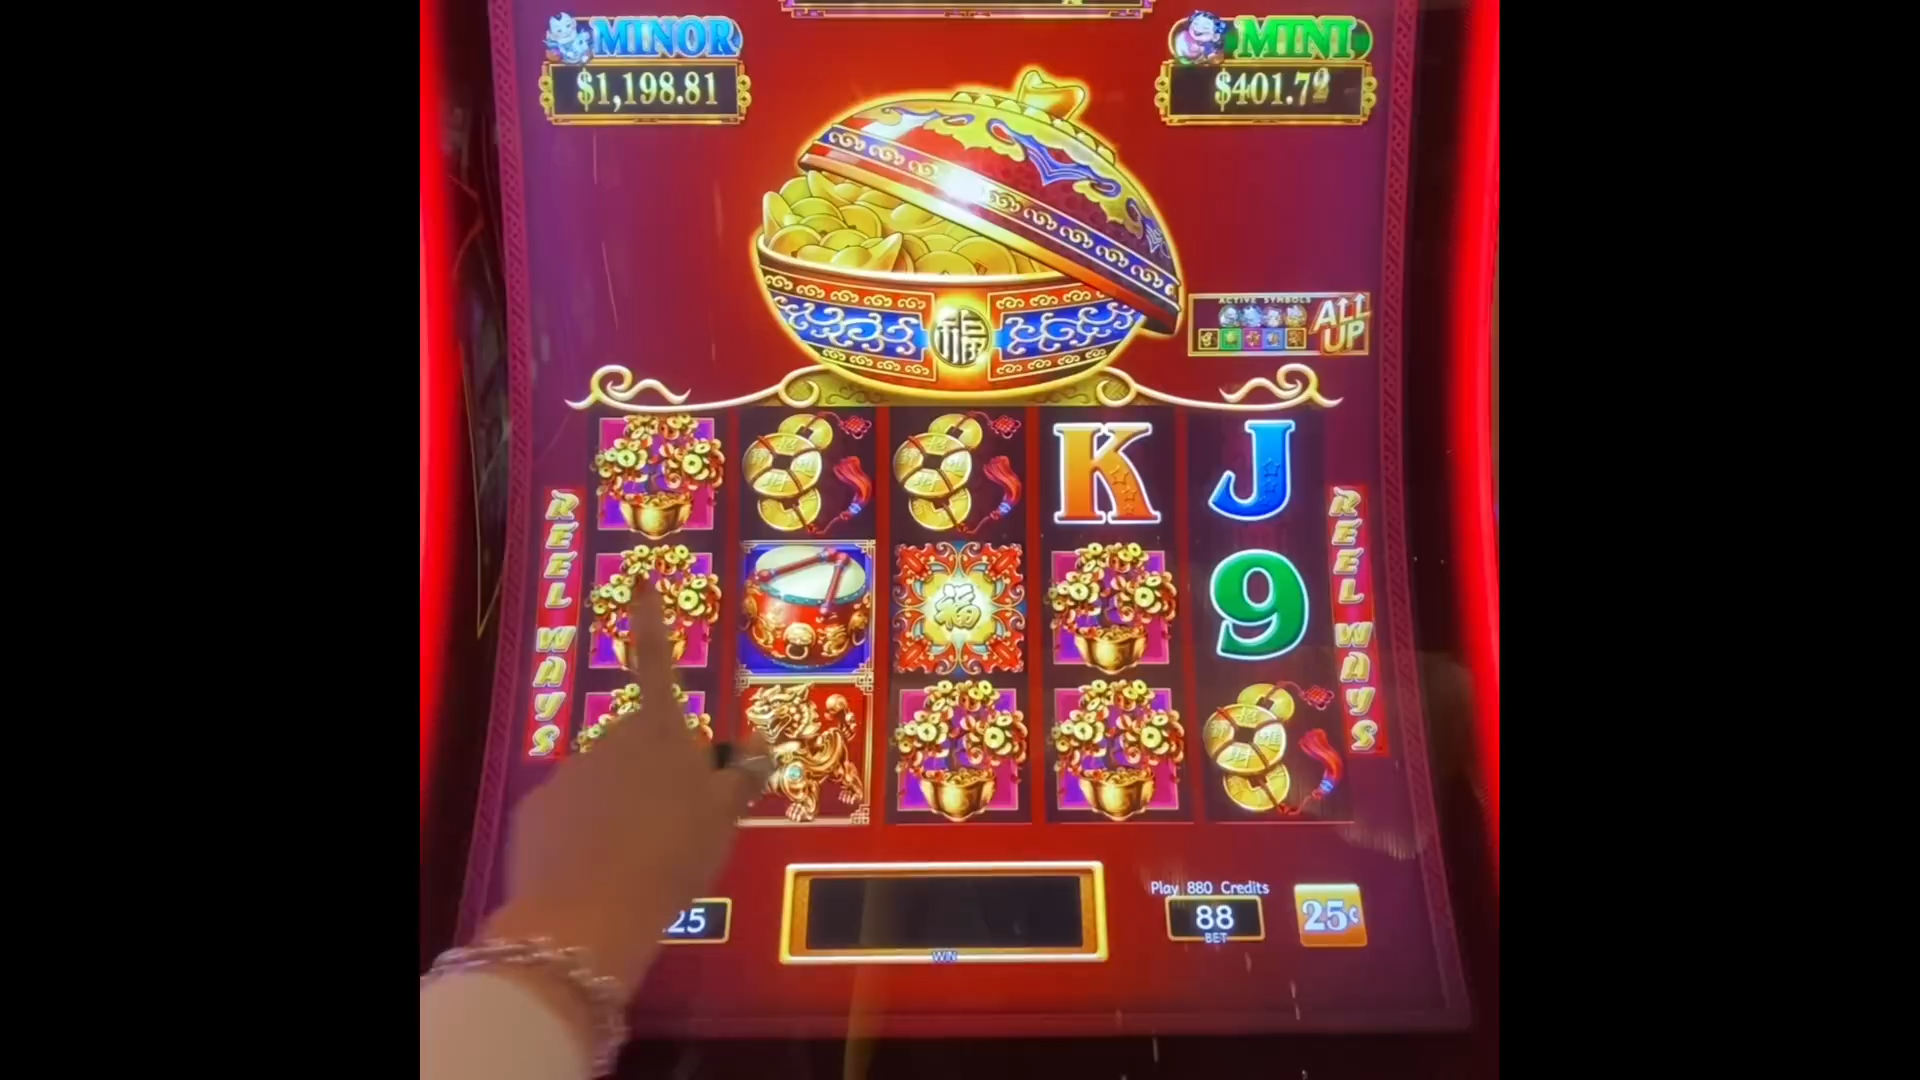 MINOR
MINI
$1,198.81
$401.72
福
ACTIVE SYMBOLS
ALL UP
K
J
REEL WAYS
REEL WAYS
福
9
Play 880 Credits
25
88
25¢
BET
WIN